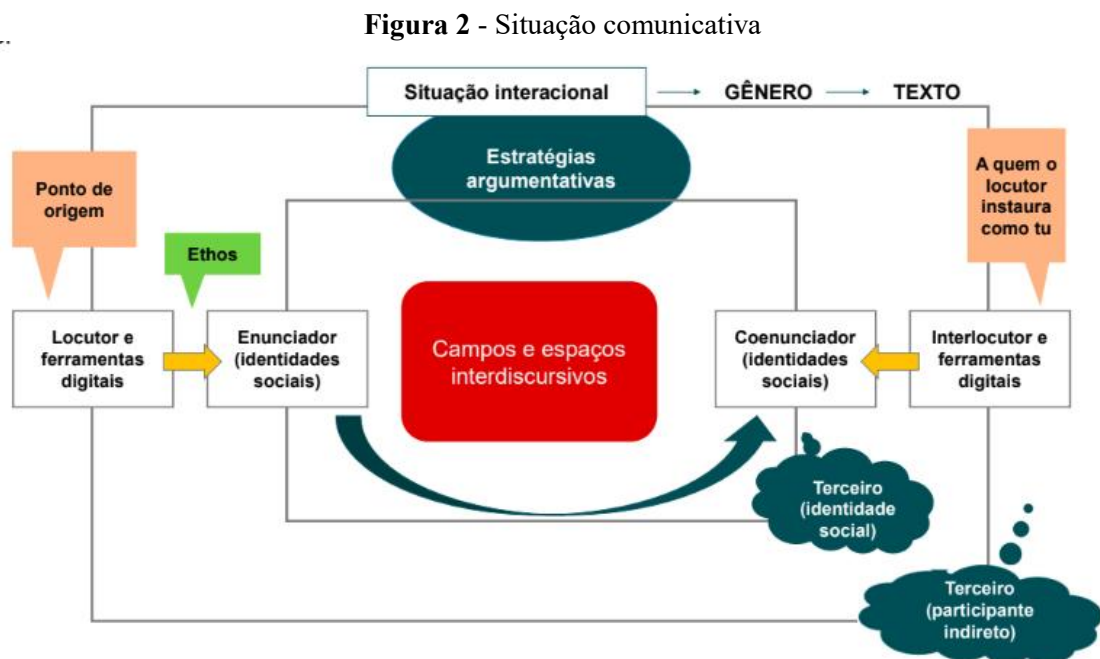 Figura 2 - Situação comunicativa
Situação interacional
GÊNERO
TEXTO
Estratégias
argumentativas
Ponto de
origem
A quem o
locutor
instaura
como tu
Ethos
Locutor e
ferramentas
digitais
Enunciador
(identidades
sociais)
Campos e espaços
interdiscursivos
Coenunciador
(identidades
sociais)
Interlocutor e
ferramentas
digitais
Terceiro
(identidade
social)
Terceiro
(participante
indireto)